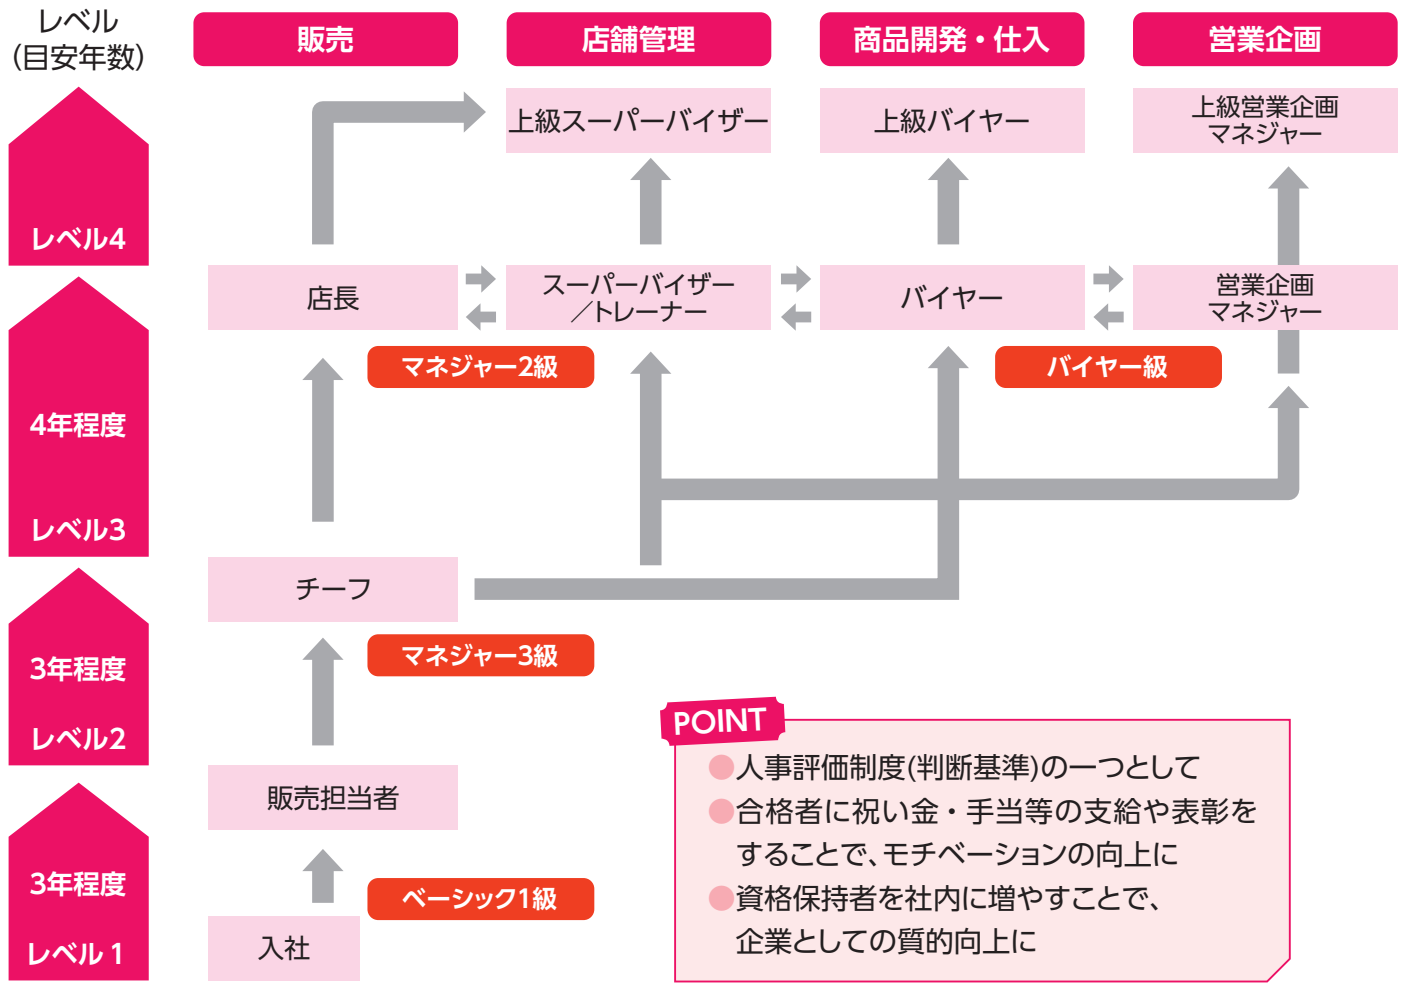 レベル
(目安年数)
販売
店舗管理
商品開発・仕入
営業企画
上級スーパーバイザー
上級バイヤー
上級営業企画
マネジャー
レベル4
店長
スーパーバイザー
／トレーナー
バイヤー
営業企画
マネジャー
マネジャー2級
バイヤー級
4年程度
レベル3
チーフ
マネジャー3級
3年程度
レベル2
販売担当者
3年程度
ベーシック1級
レベル 1
入社
POINT
●人事評価制度(判断基準)の一つとして
●合格者に祝い金・手当等の支給や表彰を
することで、モチベーションの向上に
●資格保持者を社内に増やすことで、
企業としての質的向上に